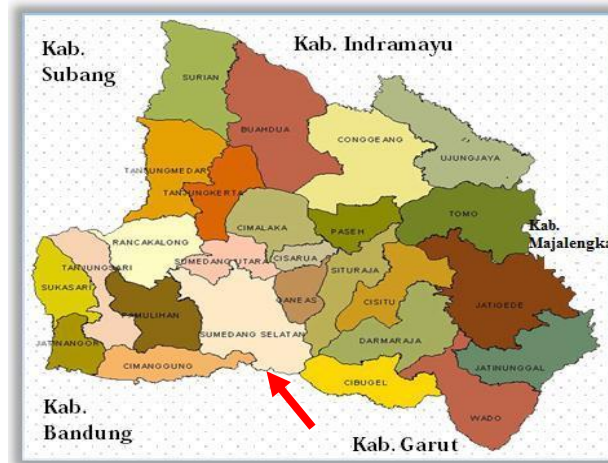 Kab.
Subang
Kab. Indramayu
SURIAN
BUAHDUA
CONGGEANG
UJUNGJAYA
TANJUNGMEDAR
TANJUNGKERTA
CIMALAKA
PASEH
TOMO
Kab.
Majalengka
RANCAKALONG
SUMEDANG UTARA
CISARUA
SITURAJA
TANJUNGSARI
SUKASARI
GANEAS
CISITU
JATIGEDE
PAMULIHAN
SUMEDANG SELATAN
JATINANGOR
DARMARAJA
JATINUNGGAL
CIMANGGUNG
CIBUGEL
WADO
Kab.
Bandung
Kab. Garut